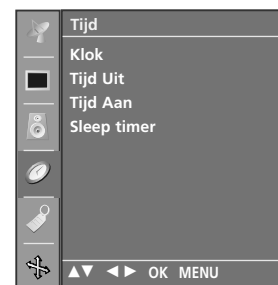 Tijd
Klok
Tijd Uit
Tijd Aan
Sleep timer
▲▼ ◀▶ OK MENU